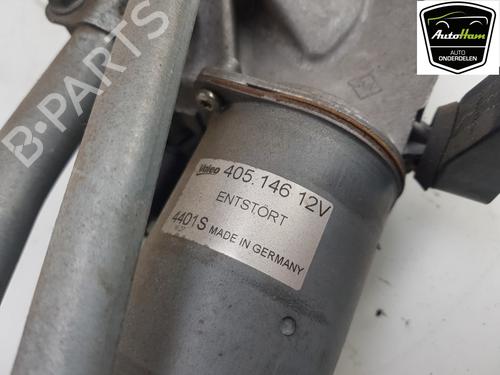 AutoHam
AUTO
ONDERDELEN
B-PARTS
Valeo 405.146 12V
ENTSTÖRT
4401S MADE IN GERMANY